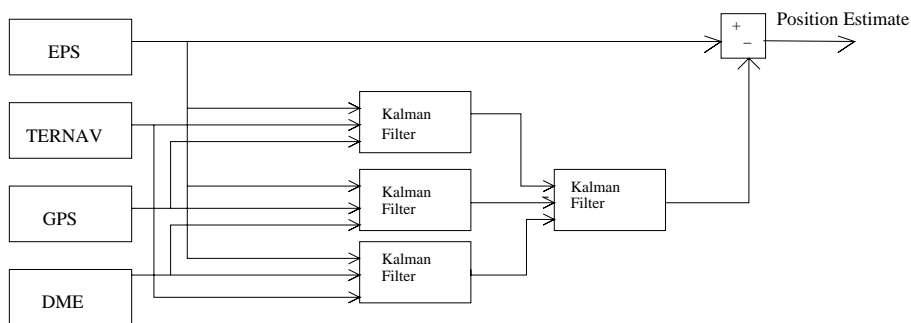 Position Estimate
+
−
EPS
TERNAV
GPS
DME
Kalman
Filter
Kalman
Filter
Kalman
Filter
Kalman
Filter